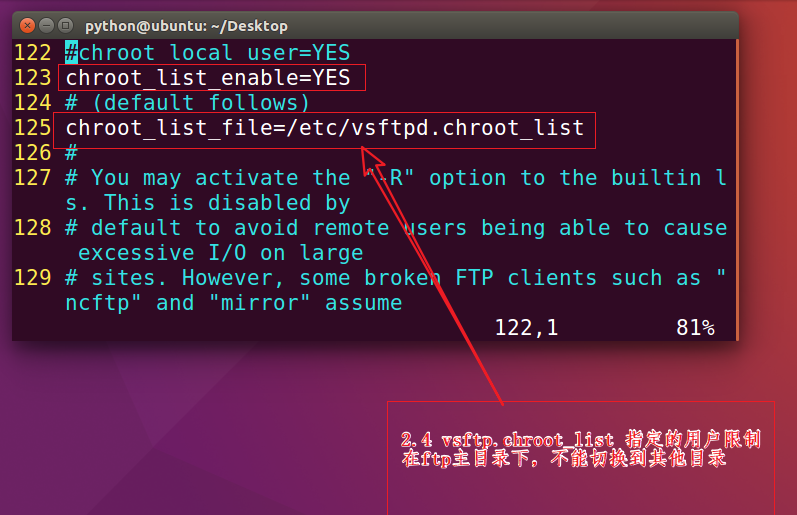 python@ubuntu: ~/Desktop
122 #chroot_local_user=YES
123 chroot_list_enable=YES
124 # (default follows)
125 chroot_list_file=/etc/vsftpd.chroot_list
126 #
127 # You may activate the "-R" option to the builtin l
s. This is disabled by
128 # default to avoid remote users being able to cause
excessive I/O on large
129 # sites. However, some broken FTP clients such as "
ncftp" and "mirror" assume
122,1 81%
2.4 vsftp.chroot_list 指定的用户限制
在ftp主目录下, 不能切换到其他目录